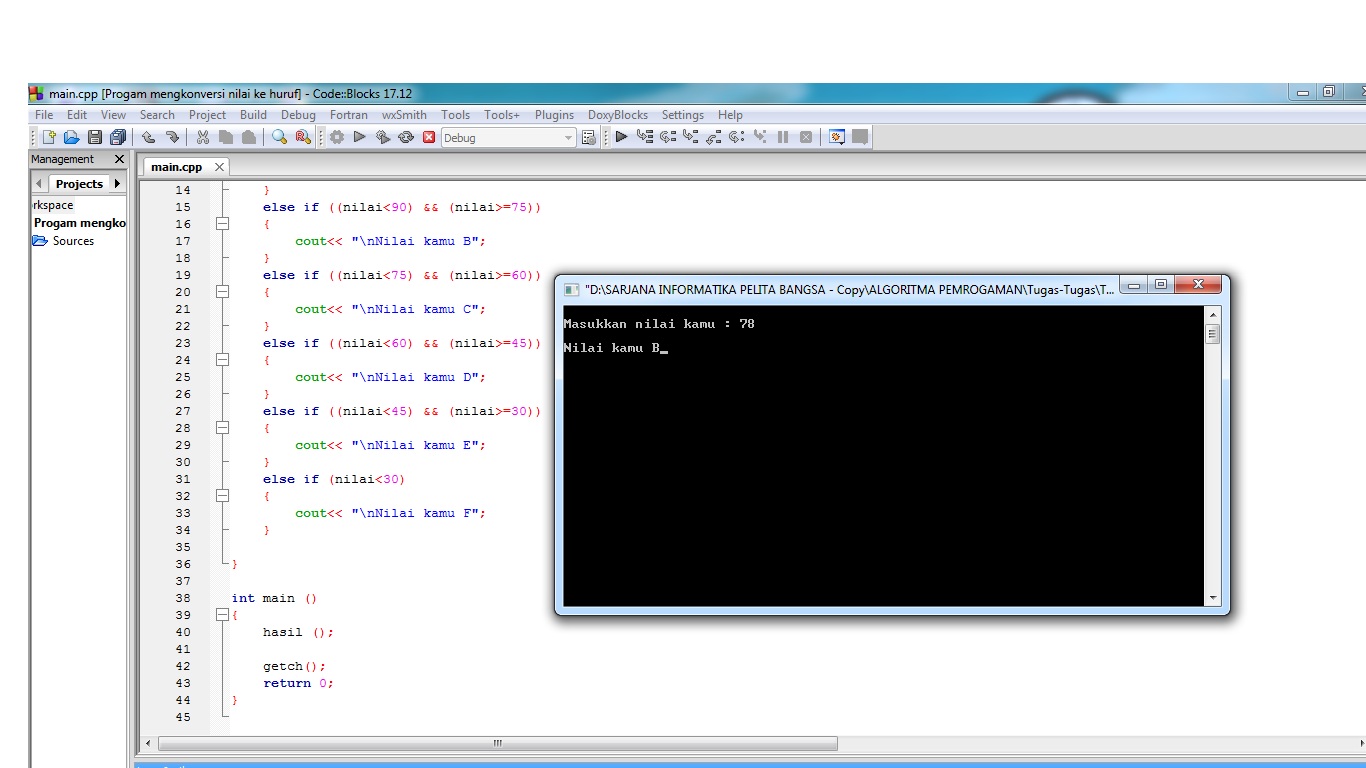 main.cpp [Progam mengkonversi nilai ke huruf] - Code::Blocks 17.12
File Edit View Search Project Build Debug Fortran wxSmith Tools Tools+ Plugins DoxyBlocks Settings Help
Debug
Management
Projects
rkspace
Progam mengko
Sources
main.cpp
14 }
15 else if ((nilai<90) && (nilai>=75))
16 {
17 cout<< "\nNilai kamu B";
18 }
19 else if ((nilai<75) && (nilai>=60))
20 {
21 cout<< "\nNilai kamu C";
22 }
23 else if ((nilai<60) && (nilai>=45))
24 {
25 cout<< "\nNilai kamu D";
26 }
27 else if ((nilai<45) && (nilai>=30))
28 {
29 cout<< "\nNilai kamu E";
30 }
31 else if (nilai<30)
32 {
33 cout<< "\nNilai kamu F";
34 }
35
36 }
37
38 int main ()
39 {
40 hasil ();
41
42 getch();
43 return 0;
44 }
45
"D:\SARJANA INFORMATIKA PELITA BANGSA - Copy\ALGORITMA PEMROGAMAN\Tugas-Tugas\T...
Masukkan nilai kamu : 78
Nilai kamu B_